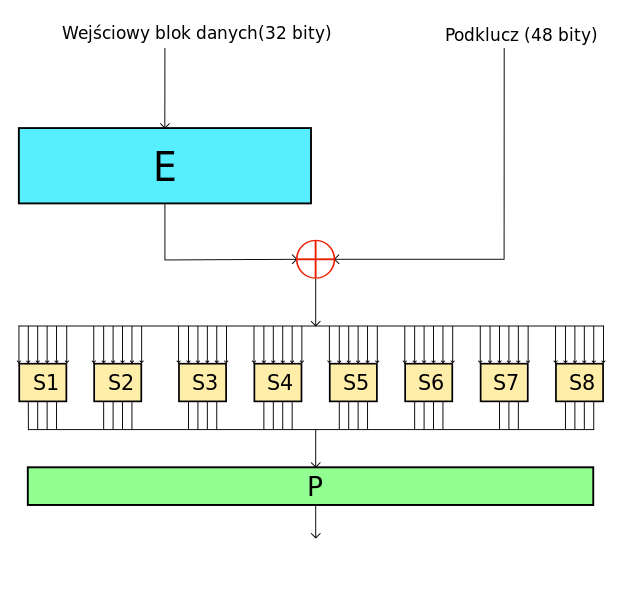 Wejściowy blok danych(32 bity)
Podklucz (48 bity)
E
S1 S2 S3 S4 S5 S6 S7 S8
P